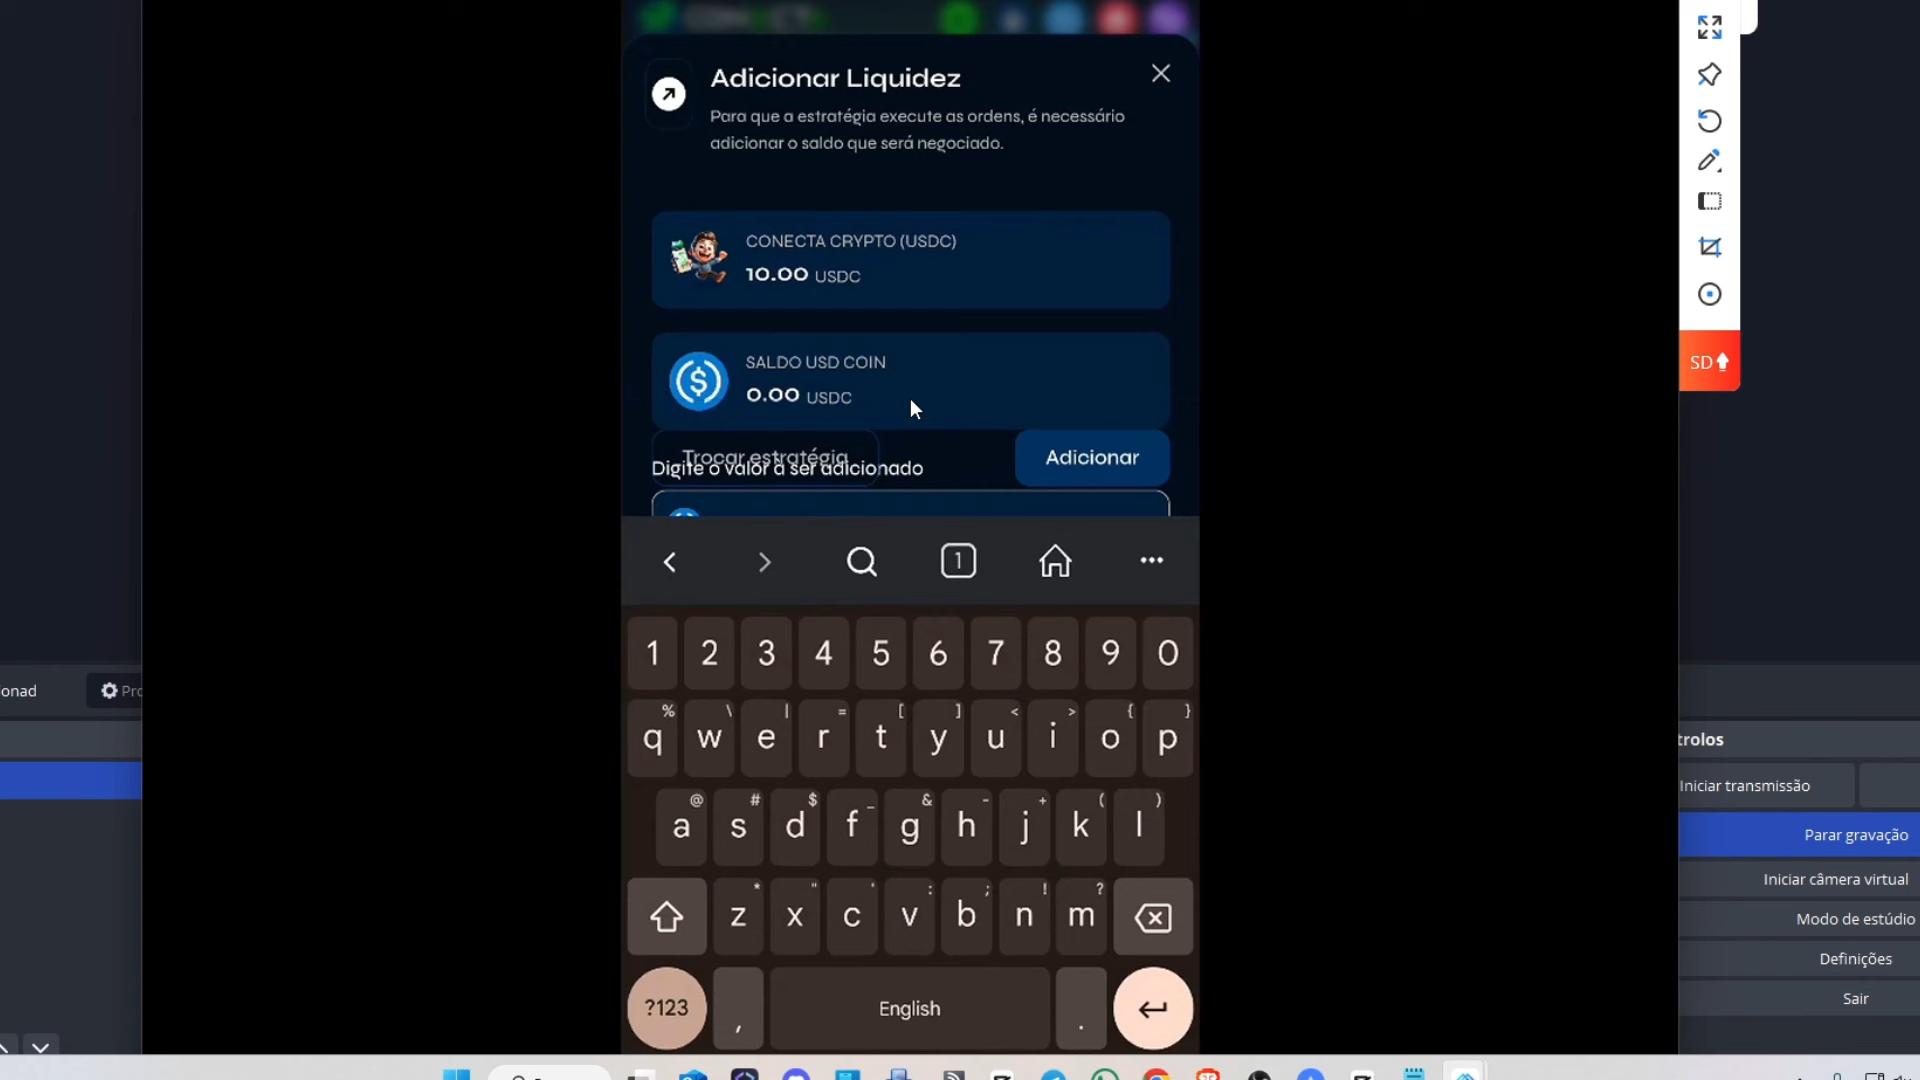 Adicionar Liquidez
Para que a estratégia execute as ordens, é necessário
adicionar o saldo que será negociado.
CONECTA CRYPTO (USDC)
10.00 USDC
SALDO USD COIN
0.00 USDC
Trocar estratégia
Adicionar
Digite o valor a ser adicionado
1
1 2 3 4 5 6 7 8 9 0
% \ | = [ ] < > { }
q w e r t y u i o p
@ # $ _ & - + ( )
a s d f g h j k l
* " ' : ; ! ?
z x c v b n m
?123 , English .
SD
onad
Pro
trolos
Iniciar transmissão
Parar gravação
Iniciar câmera virtual
Modo de estúdio
Definições
Sair